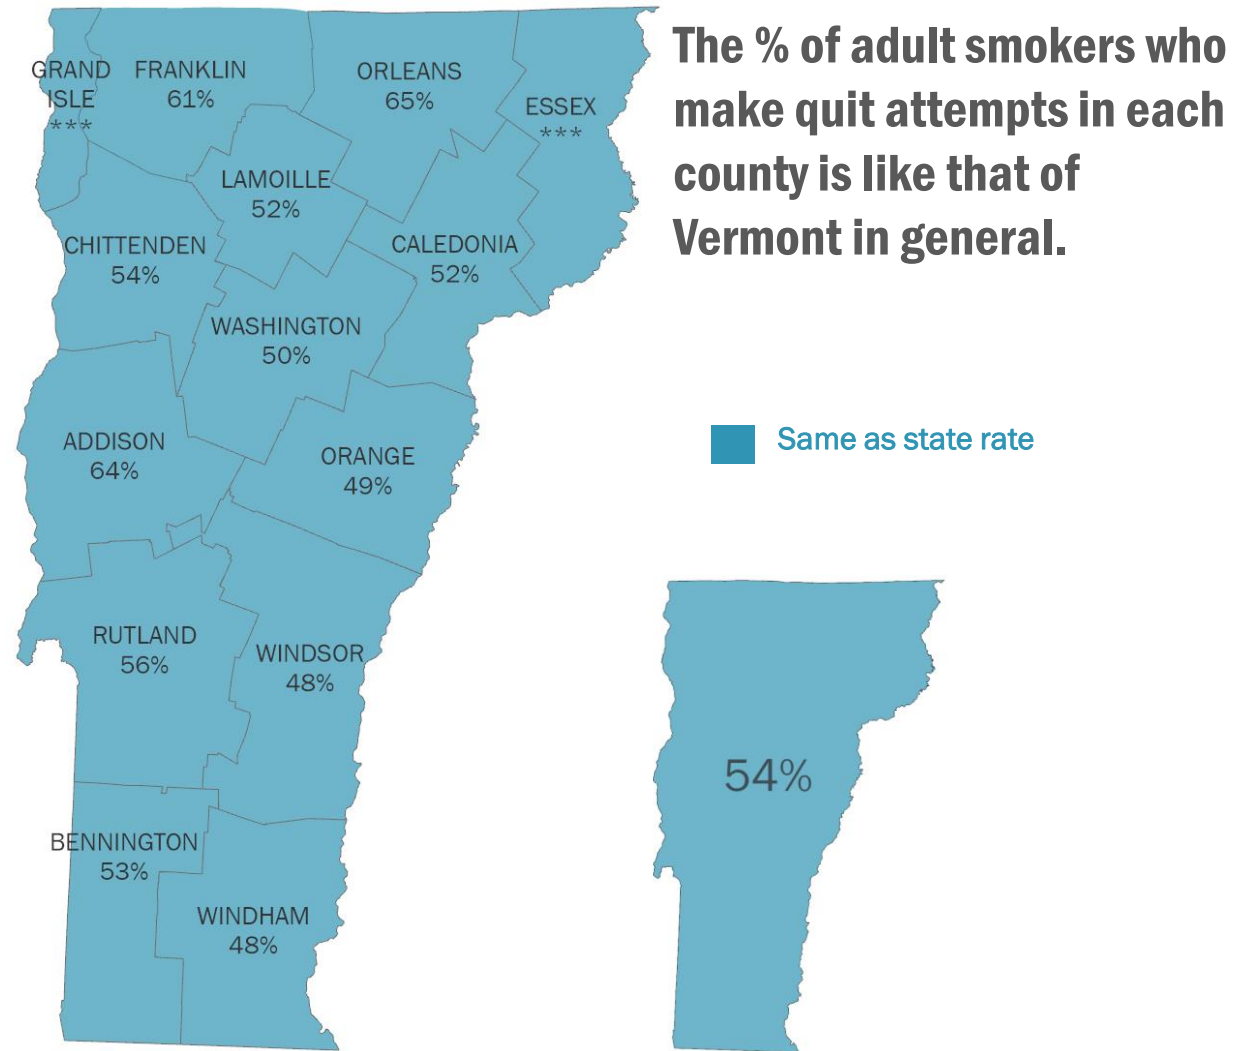 The % of adult smokers who
make quit attempts in each
county is like that of
Vermont in general.
GRAND
ISLE
***
FRANKLIN
61%
ORLEANS
65%
ESSEX
***
LAMOILLE
52%
CHITTENDEN
54%
CALEDONIA
52%
WASHINGTON
50%
ADDISON
64%
ORANGE
49%
Same as state rate
RUTLAND
56%
WINDSOR
48%
54%
BENNINGTON
53%
WINDHAM
48%